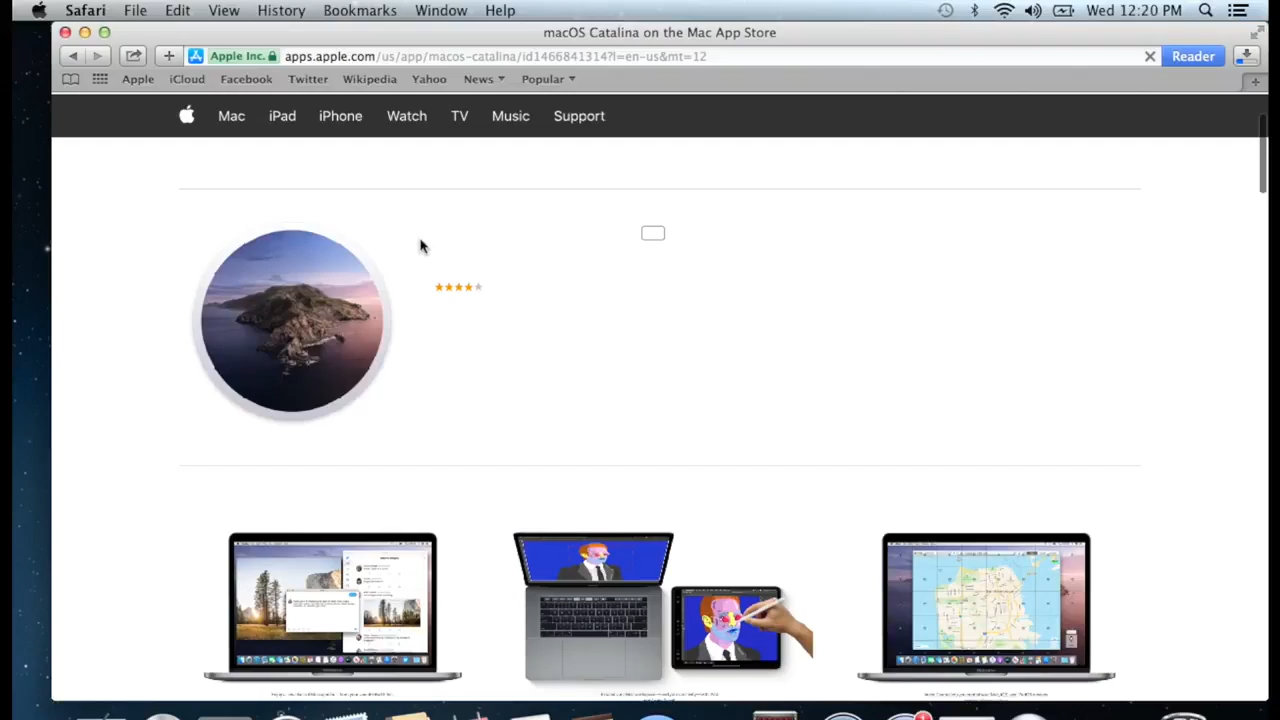 Safari File Edit View History Bookmarks Window Help Wed 12:20 PM
macOS Catalina on the Mac App Store
Apple Inc. apps.apple.com/us/app/macos-catalina/id1466841314?l=en-us&mt=12 Reader
Apple iCloud Facebook Twitter Wikipedia Yahoo News Popular
Mac iPad iPhone Watch TV Music Support